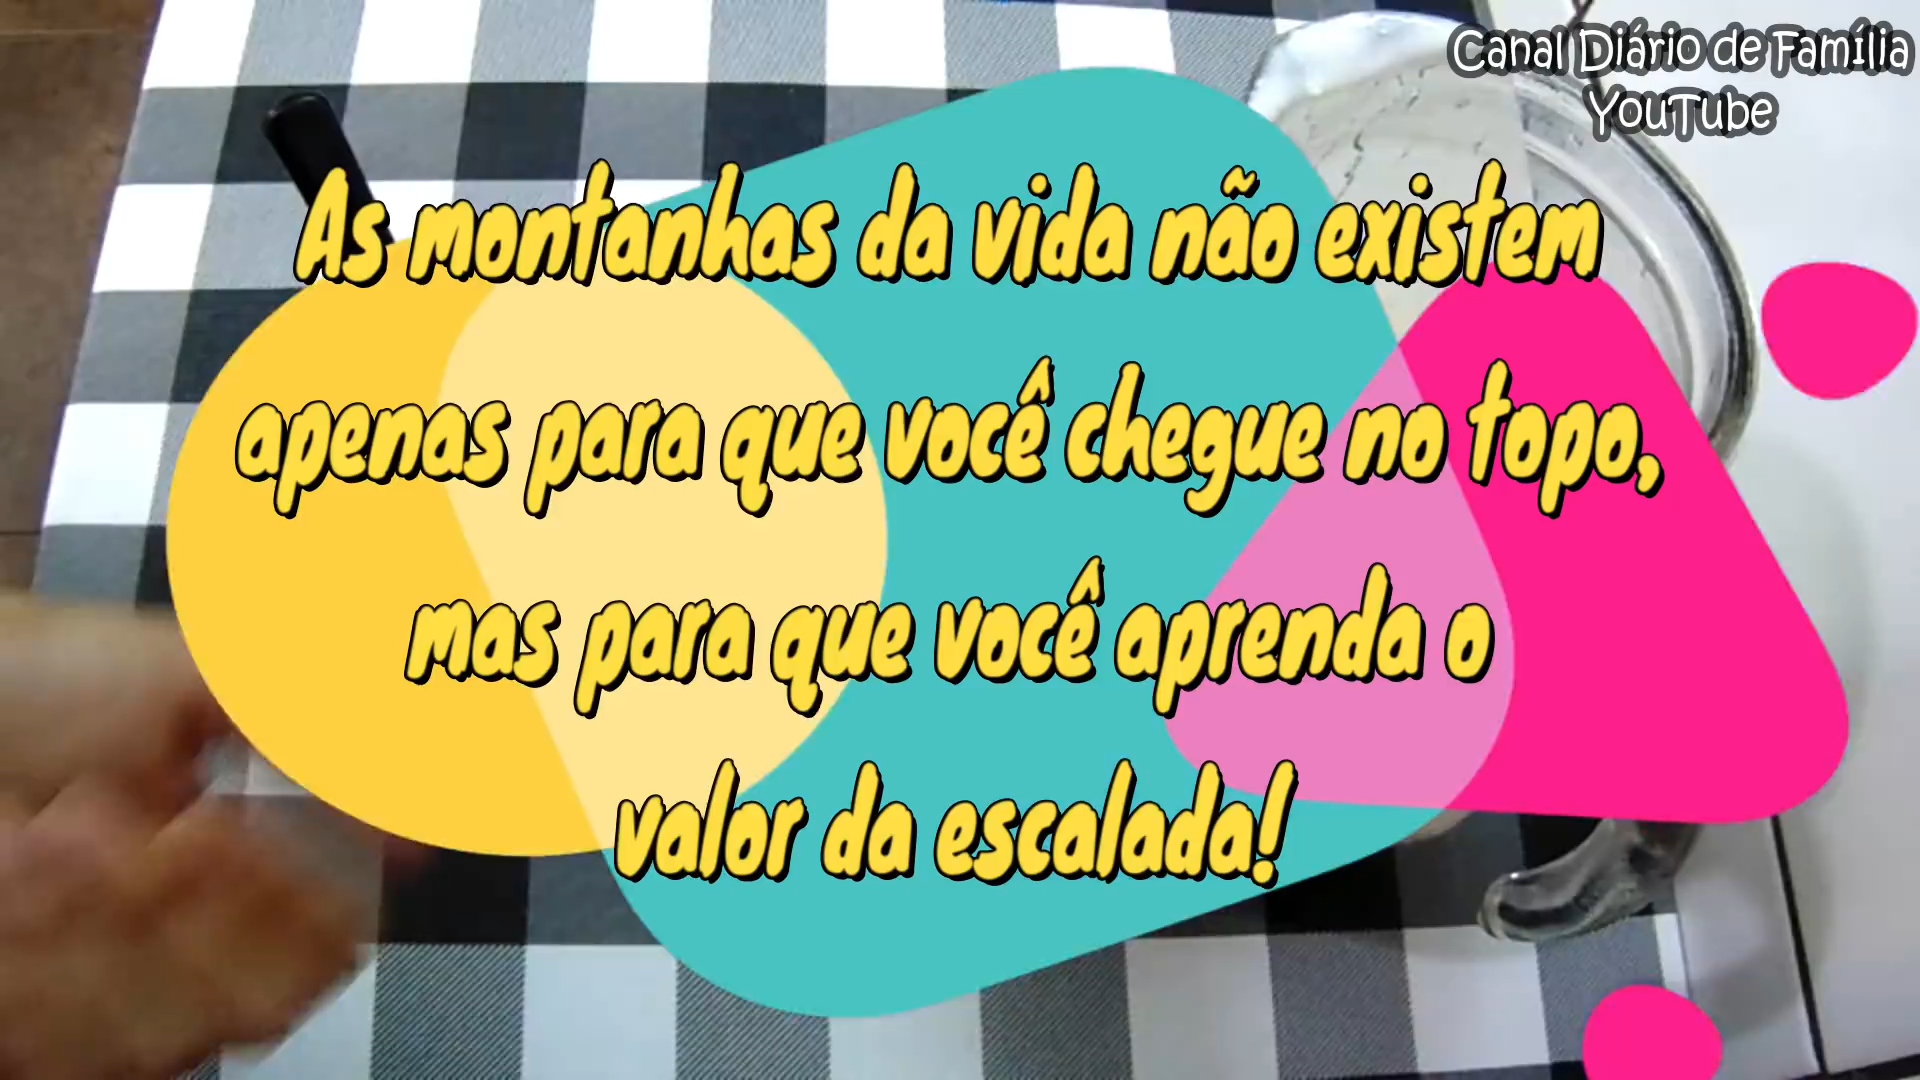 Canal Diário de Família
YouTube
As montanhas da vida não existem
apenas para que você chegue no topo,
mas para que você aprenda o
valor da escalada!